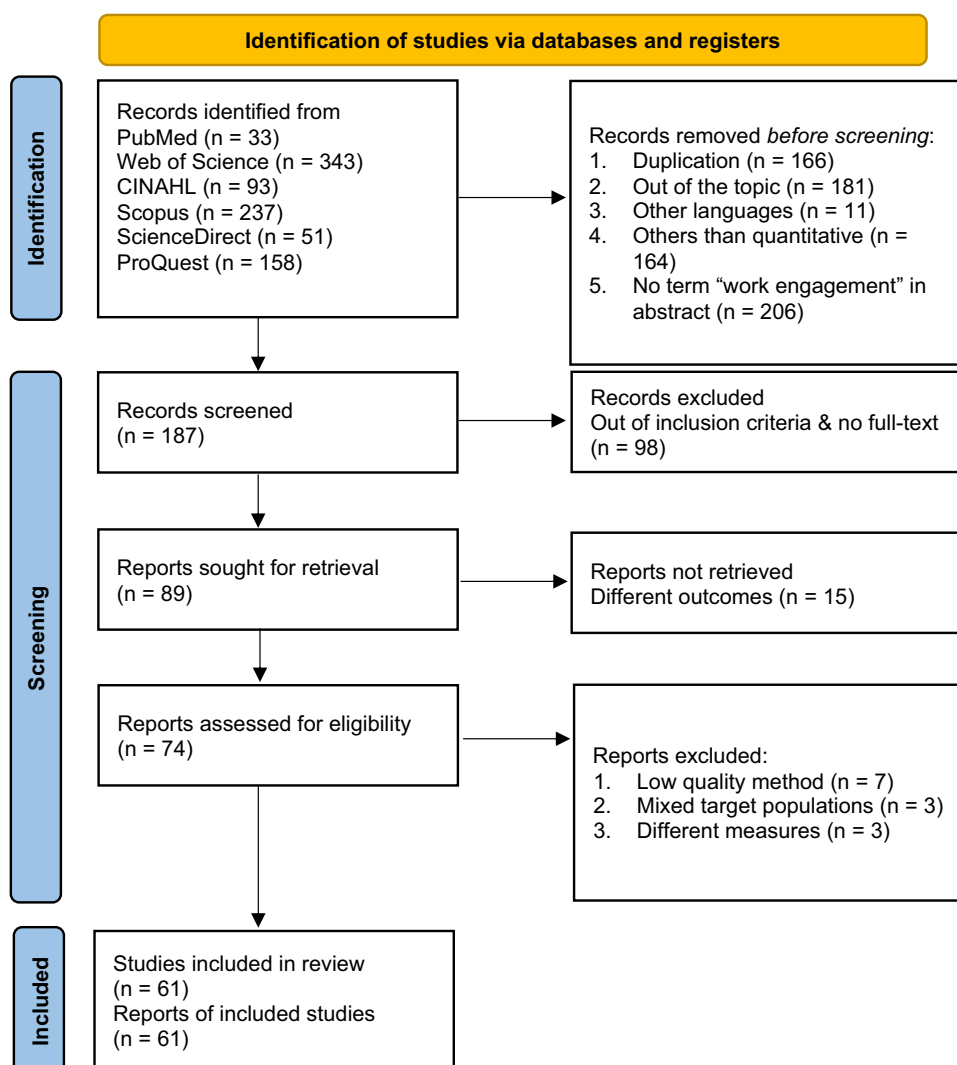 Identification of studies via databases and registers
Identification
Records identified from
PubMed (n = 33)
Web of Science (n = 343)
CINAHL (n = 93)
Scopus (n = 237)
ScienceDirect (n = 51)
ProQuest (n = 158)
Records removed before screening:
1. Duplication (n = 166)
2. Out of the topic (n = 181)
3. Other languages (n = 11)
4. Others than quantitative (n =
164)
5. No term “work engagement” in
abstract (n = 206)
Screening
Records screened
(n = 187)
Records excluded
Out of inclusion criteria & no full-text
(n = 98)
Reports sought for retrieval
(n = 89)
Reports not retrieved
Different outcomes (n = 15)
Reports assessed for eligibility
(n = 74)
Reports excluded:
1. Low quality method (n = 7)
2. Mixed target populations (n = 3)
3. Different measures (n = 3)
Included
Studies included in review
(n = 61)
Reports of included studies
(n = 61)